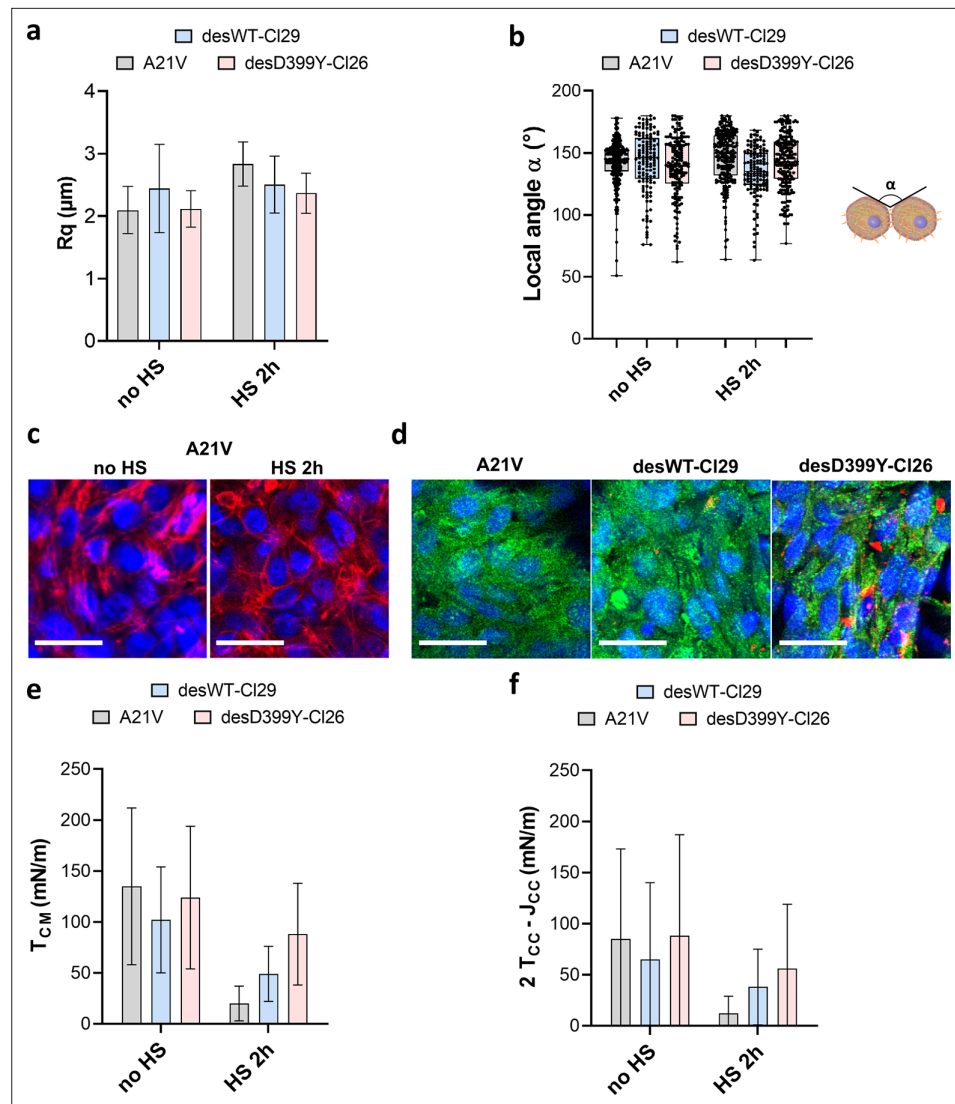 a
desWT-Cl29
A21V
desD399Y-Cl26
Rq (µm)
4
3
2
1
0
no HS
HS 2h
b
desWT-Cl29
A21V
desD399Y-Cl26
Local angle α (°)
200
150
100
50
0
no HS
HS 2h
α
c
A21V
no HS
HS 2h
d
A21V
desWT-Cl29
desD399Y-Cl26
e
desWT-Cl29
A21V
desD399Y-Cl26
T_CM (mN/m)
250
200
150
100
50
0
no HS
HS 2h
f
desWT-Cl29
A21V
desD399Y-Cl26
2 T_CC - J_CC (mN/m)
250
200
150
100
50
0
no HS
HS 2h